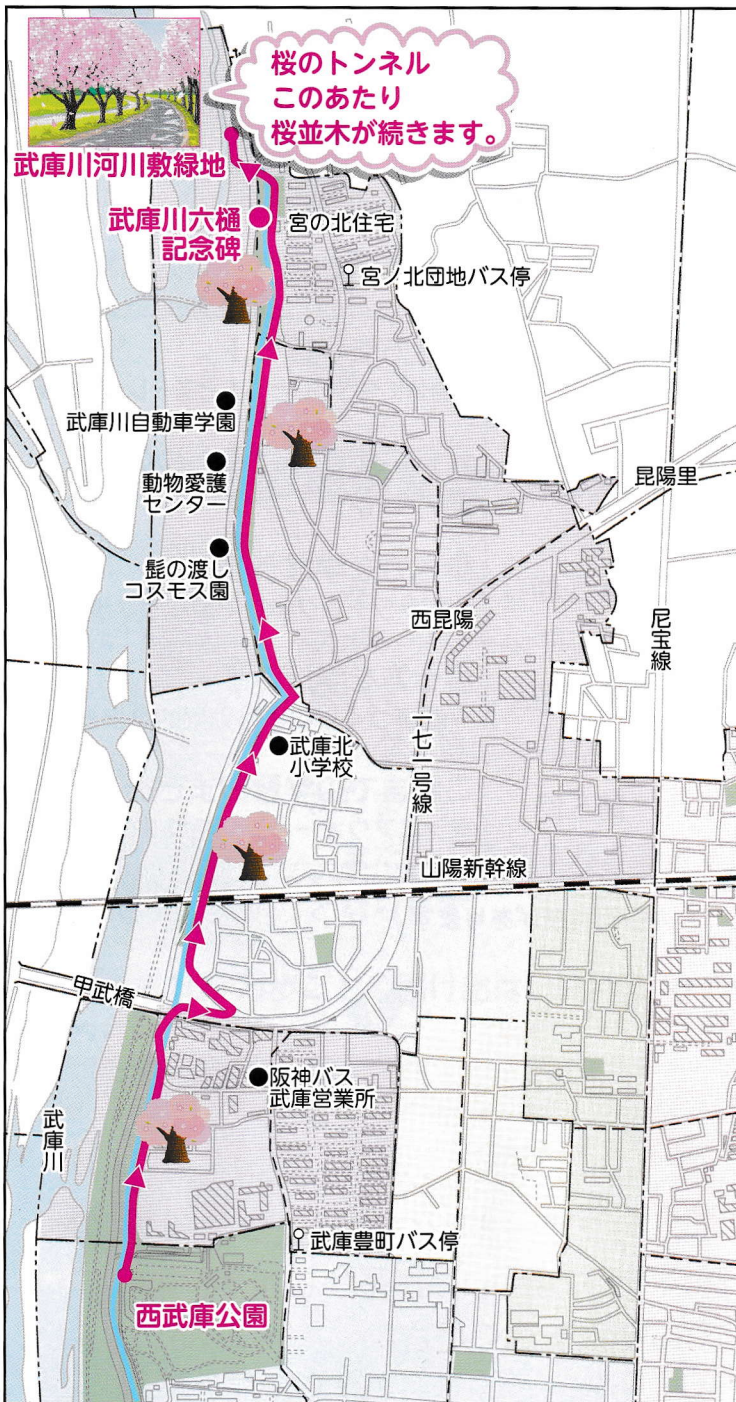 桜のトンネル
このあたり
桜並木が続きます。
武庫川河川敷緑地
武庫川六樋
記念碑
宮の北住宅
宮ノ北団地バス停
武庫川自動車学園
動物愛護
センター
髭の渡し
コスモス園
昆陽里
西昆陽
尼宝線
一七一号線
武庫北
小学校
山陽新幹線
甲武橋
阪神バス
武庫営業所
武庫川
武庫豊町バス停
西武庫公園